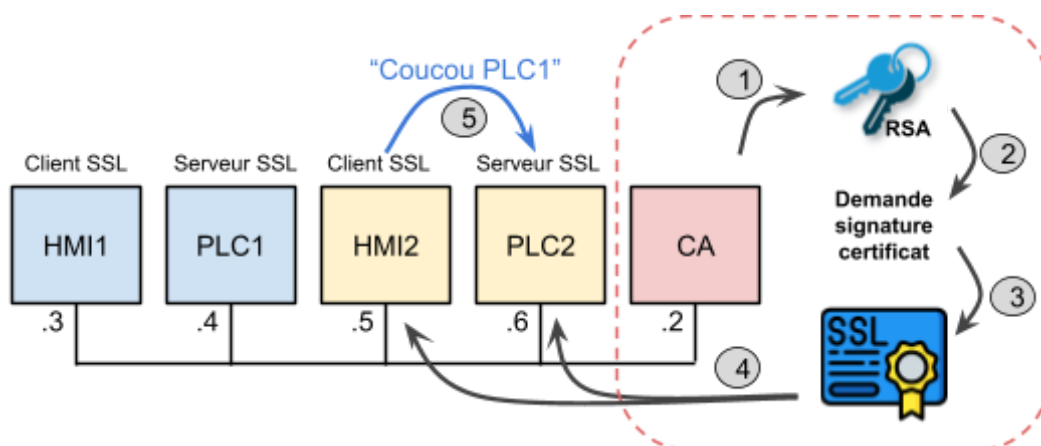 “Coucou PLC1”
1
RSA
5
2
Client SSL
Serveur SSL
Client SSL
Serveur SSL
Demande
signature
certificat
HMI1
PLC1
HMI2
PLC2
CA
3
.3
.4
.5
.6
.2
SSL
4